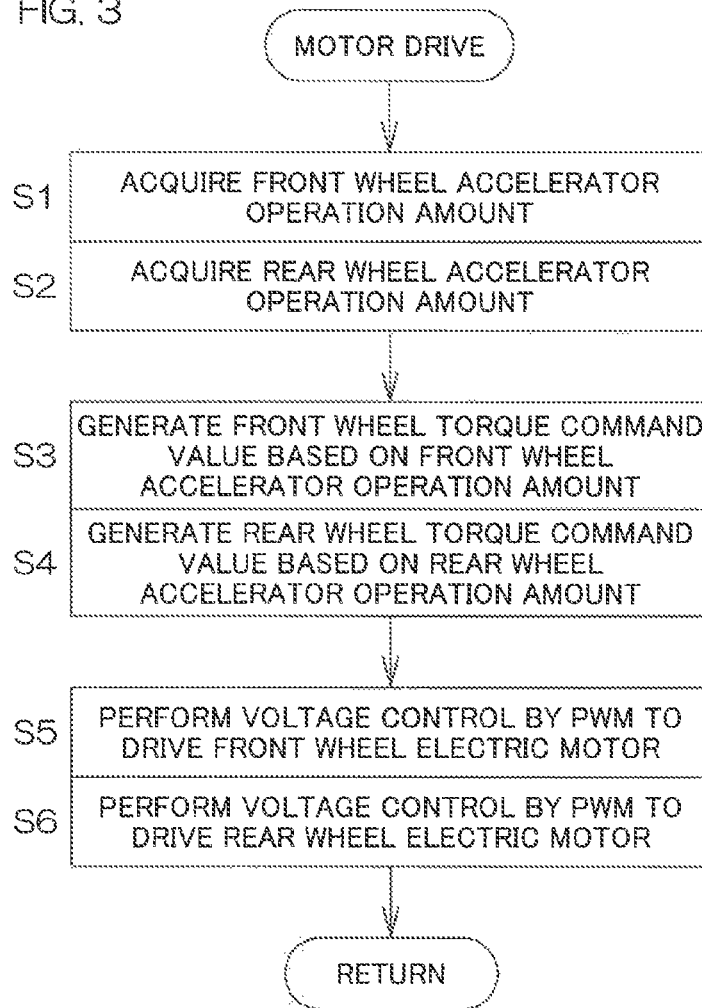 FIG. 3
MOTOR DRIVE
S1
ACQUIRE FRONT WHEEL ACCELERATOR
OPERATION AMOUNT
S2
ACQUIRE REAR WHEEL ACCELERATOR
OPERATION AMOUNT
S3
GENERATE FRONT WHEEL TORQUE COMMAND
VALUE BASED ON FRONT WHEEL
ACCELERATOR OPERATION AMOUNT
S4
GENERATE REAR WHEEL TORQUE COMMAND
VALUE BASED ON REAR WHEEL
ACCELERATOR OPERATION AMOUNT
S5
PERFORM VOLTAGE CONTROL BY PWM TO
DRIVE FRONT WHEEL ELECTRIC MOTOR
S6
PERFORM VOLTAGE CONTROL BY PWM TO
DRIVE REAR WHEEL ELECTRIC MOTOR
RETURN